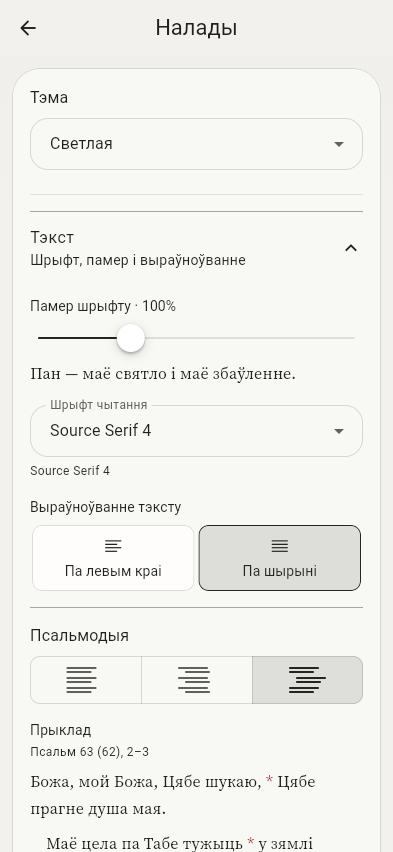 Налады
Тэма
Светлая
Тэкст
Шрыфт, памер і выраўноўванне
Памер шрыфту · 100%
Пан — маё святло і маё збаўленне.
Шрыфт чытання
Source Serif 4
Source Serif 4
Выраўноўванне тэксту
Па левым краі
Па шырыні
Псальмодыя
Прыклад
Псальм 63 (62), 2–3
Божа, мой Божа, Цябе шукаю, * Цябе
прагне душа мая.
Маё цела па Табе тужыць * у зямлі